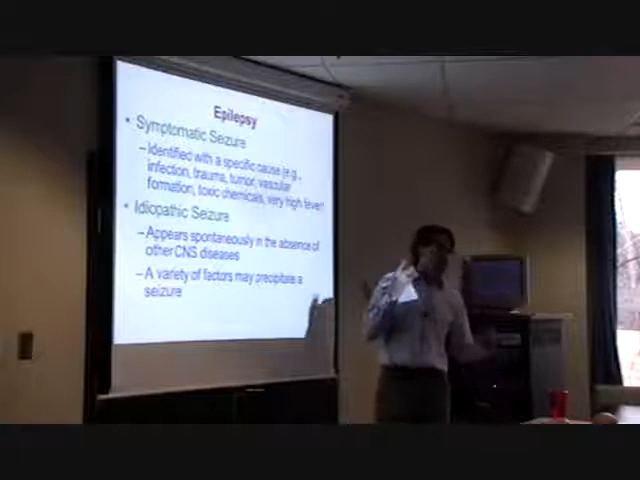 Epilepsy
• Symptomatic Seizure
–Identified with a specific cause (e.g.,
infection, trauma, tumor, vascular
formation, toxic chemicals, very high fever)
• Idiopathic Seizure
–Appears spontaneously in the absence of
other CNS diseases
–A variety of factors may precipitate a
seizure